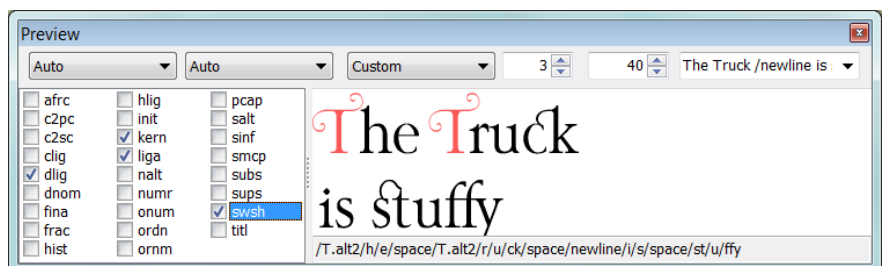 Preview
Auto Auto Custom 3 40 The Truck /newline is
afrc hlig pcap
c2pc init salt
c2sc kern sinf
clig liga smcp
dlig nalt subs
dnom numr sups
fina onum swsh
frac ordn titl
hist ornm
The Truck
is stuffy
/T.alt2/h/e/space/T.alt2/r/u/ck/space/newline/i/s/space/st/u/ffy